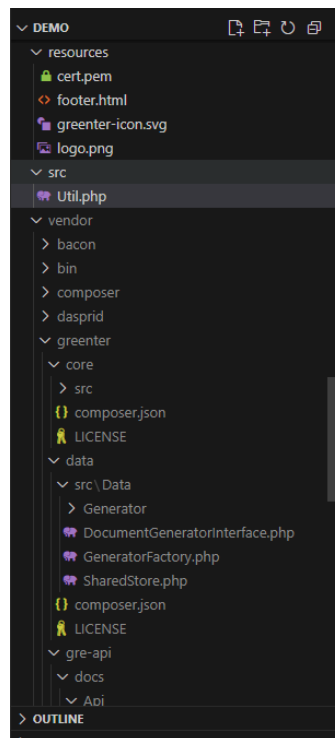 DEMO
resources
cert.pem
footer.html
greenter-icon.svg
logo.png
src
Util.php
vendor
bacon
bin
composer
dasprid
greenter
core
src
{} composer.json
LICENSE
data
src\Data
Generator
DocumentGeneratorInterface.php
GeneratorFactory.php
SharedStore.php
{} composer.json
LICENSE
gre-api
docs
Api
OUTLINE